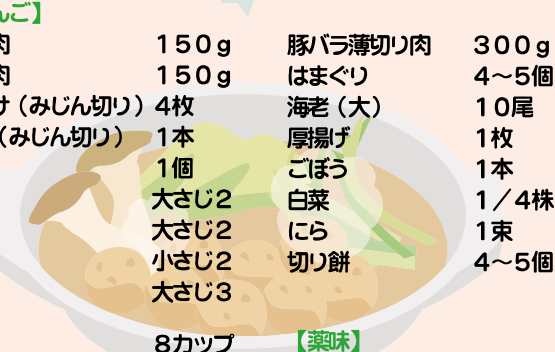 んご】
肉 150g
肉 150g
け（みじん切り）4枚
（みじん切り） 1本
1個
大さじ2
大さじ2
小さじ2
大さじ3
8カップ
豚バラ薄切り肉 300g
はまぐり 4～5個
海老（大） 10尾
厚揚げ 1枚
ごぼう 1本
白菜 1／4株
にら 1束
切り餅 4～5個
【薬味】